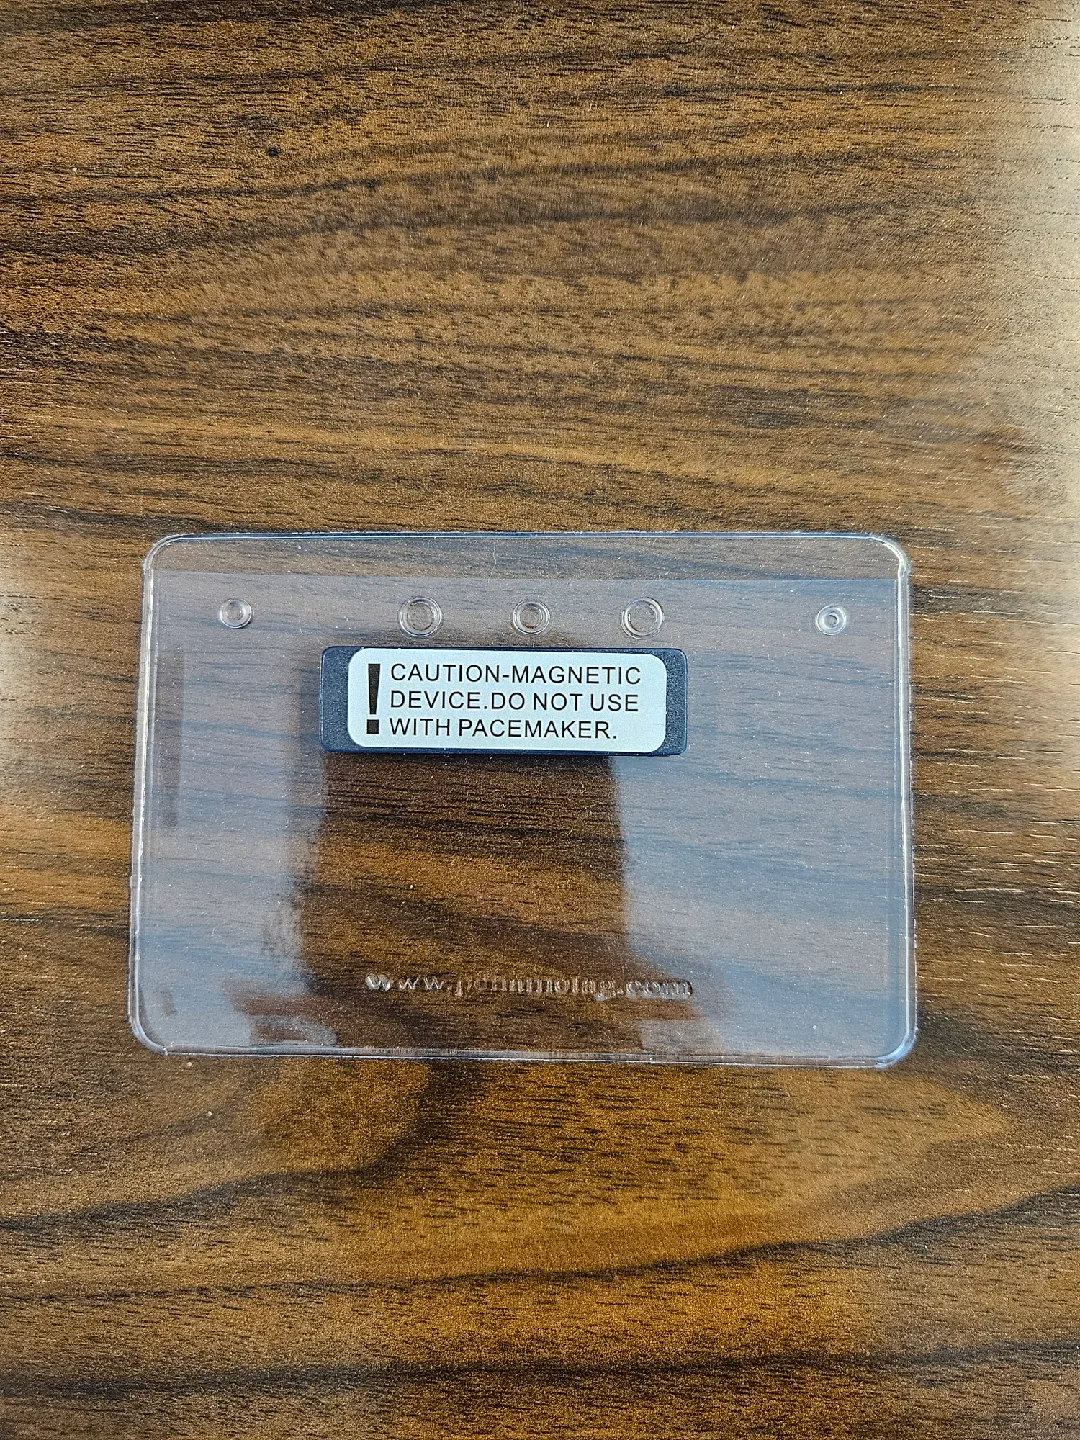 ! CAUTION-MAGNETIC
DEVICE.DO NOT USE
WITH PACEMAKER.